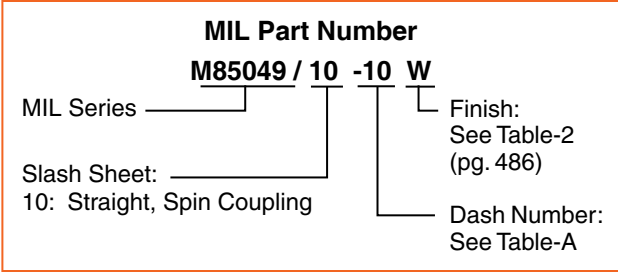 MIL Part Number
M85049 / 10 -10 W
MIL Series
Slash Sheet:
10: Straight, Spin Coupling
Finish:
See Table-2
(pg. 486)
Dash Number:
See Table-A